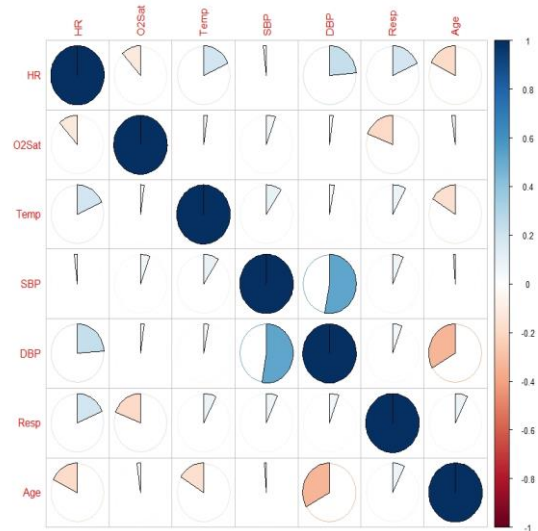 HR O2Sat Temp SBP DBP Resp Age
HR
O2Sat
Temp
SBP
DBP
Resp
Age
1
0.8
0.6
0.4
0.2
0
-0.2
-0.4
-0.6
-0.8
-1